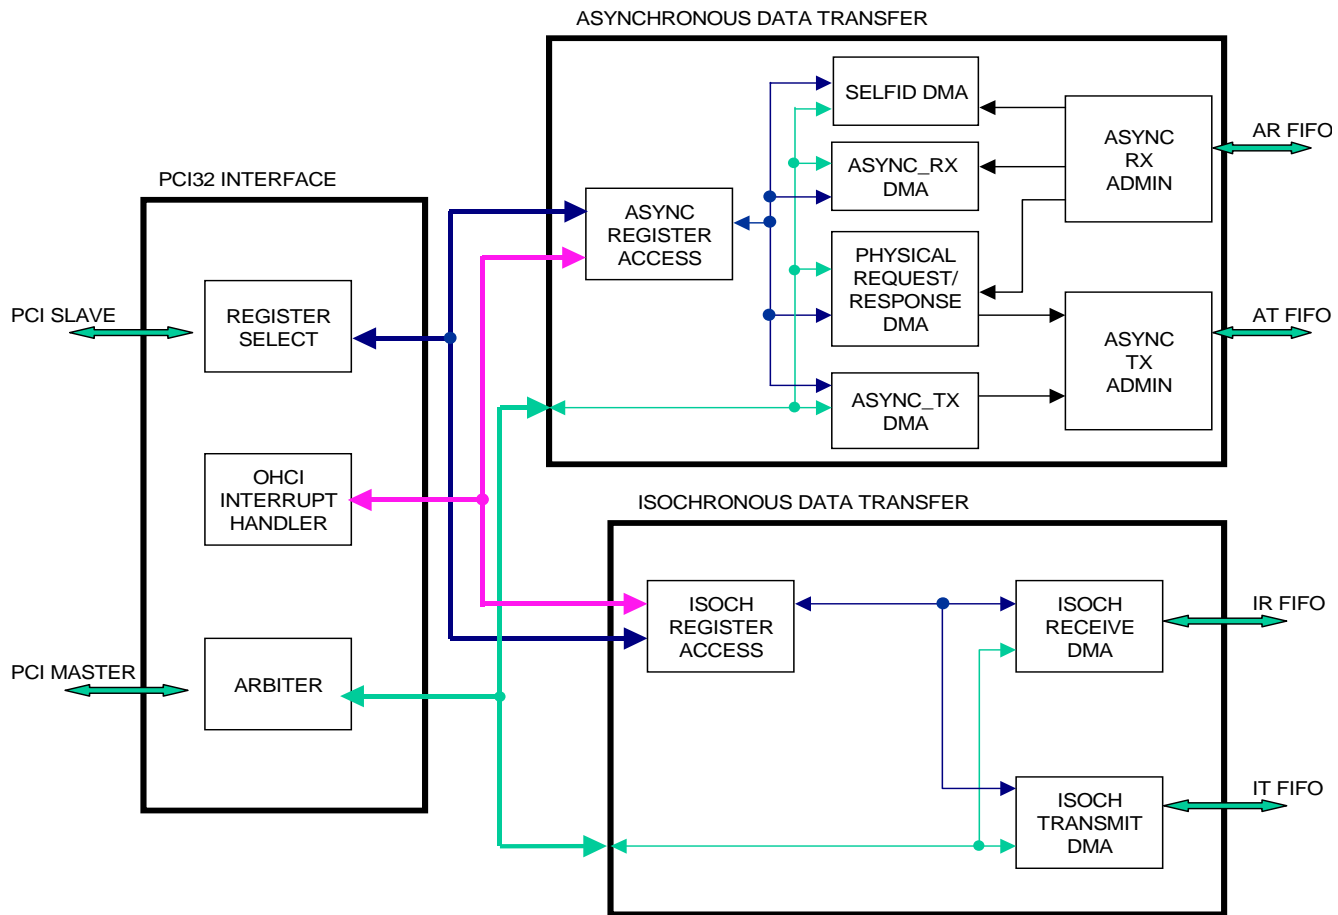 ASYNCHRONOUS DATA TRANSFER
SELFID DMA
ASYNC
RX
ADMIN
AR FIFO
ASYNC_RX
DMA
PCI32 INTERFACE
ASYNC
REGISTER
ACCESS
PHYSICAL
REQUEST/
RESPONSE
DMA
PCI SLAVE
REGISTER
SELECT
ASYNC
TX
ADMIN
AT FIFO
ASYNC_TX
DMA
OHCI
INTERRUPT
HANDLER
ISOCHRONOUS DATA TRANSFER
ISOCH
REGISTER
ACCESS
ISOCH
RECEIVE
DMA
IR FIFO
PCI MASTER
ARBITER
ISOCH
TRANSMIT
DMA
IT FIFO